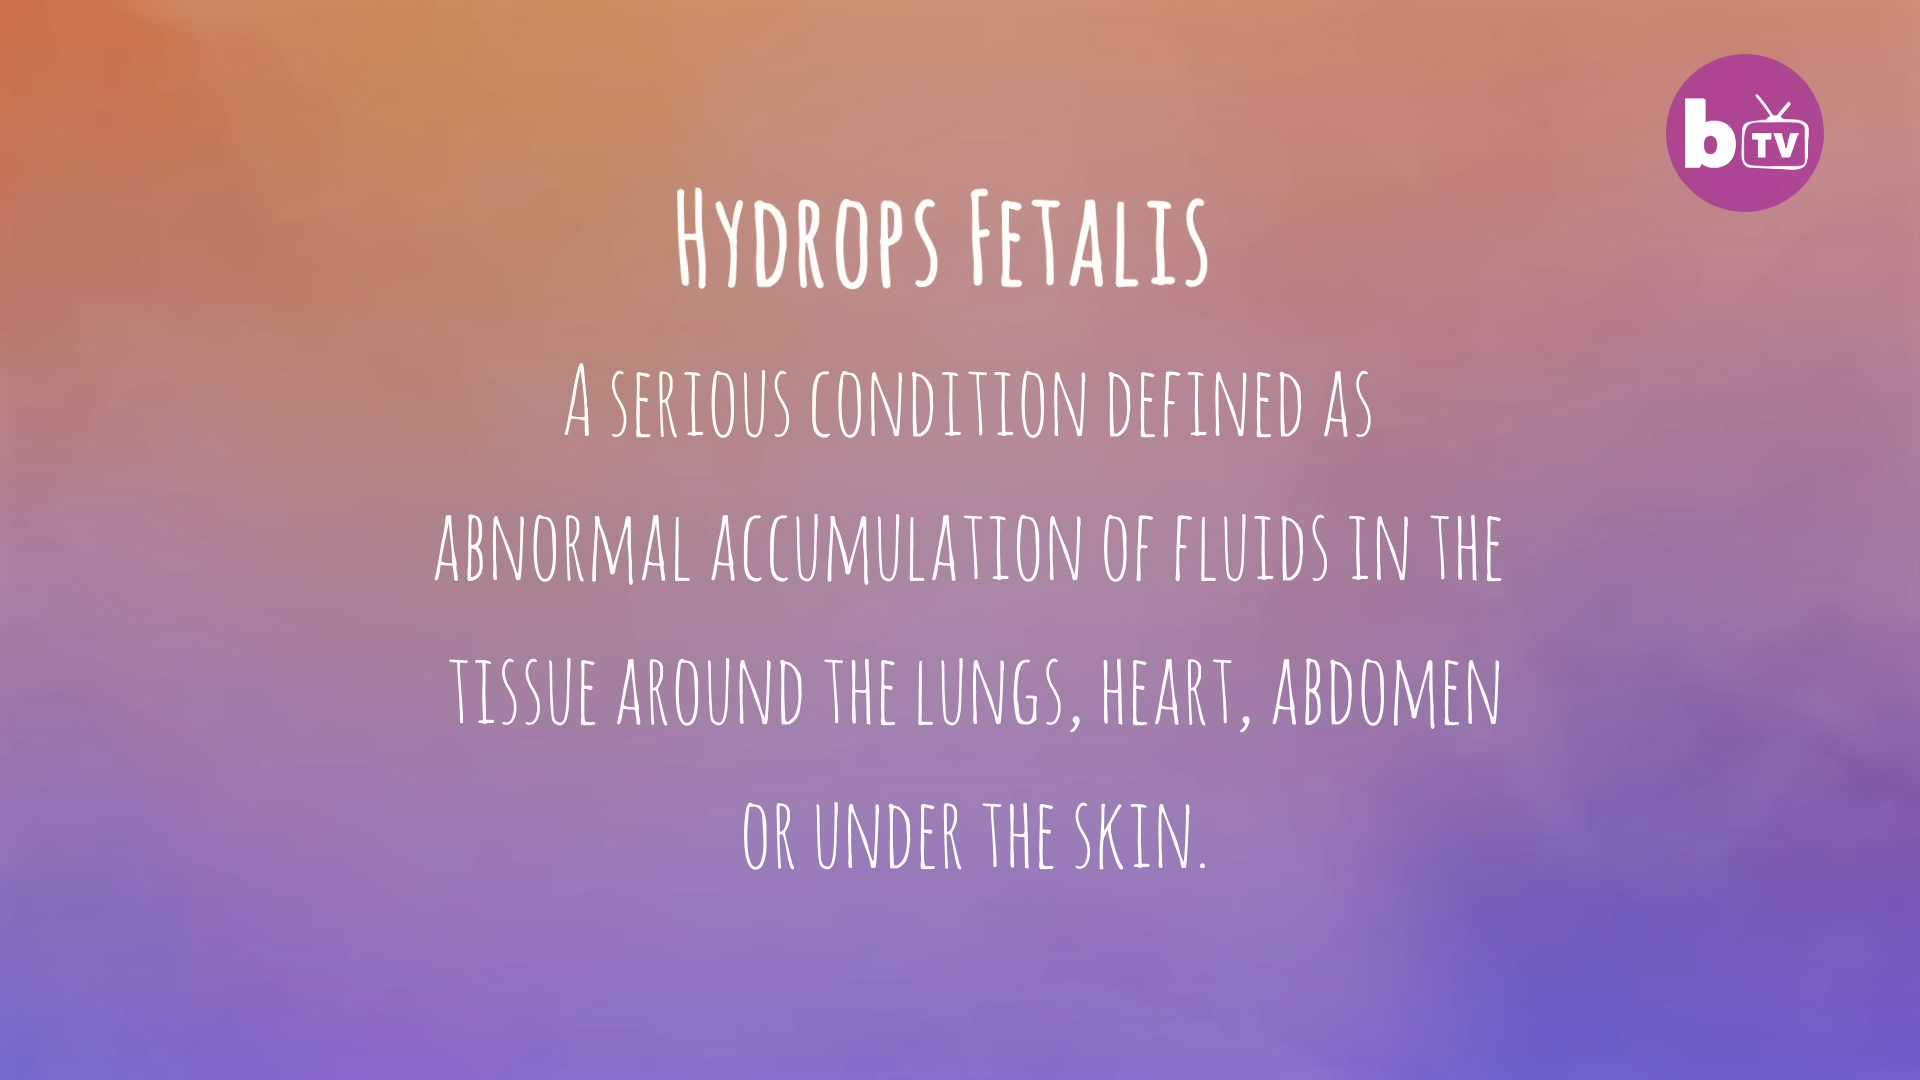 b TV
Hydrops Fetalis
A serious condition defined as
abnormal accumulation of fluids in the
tissue around the lungs, heart, abdomen
or under the skin.